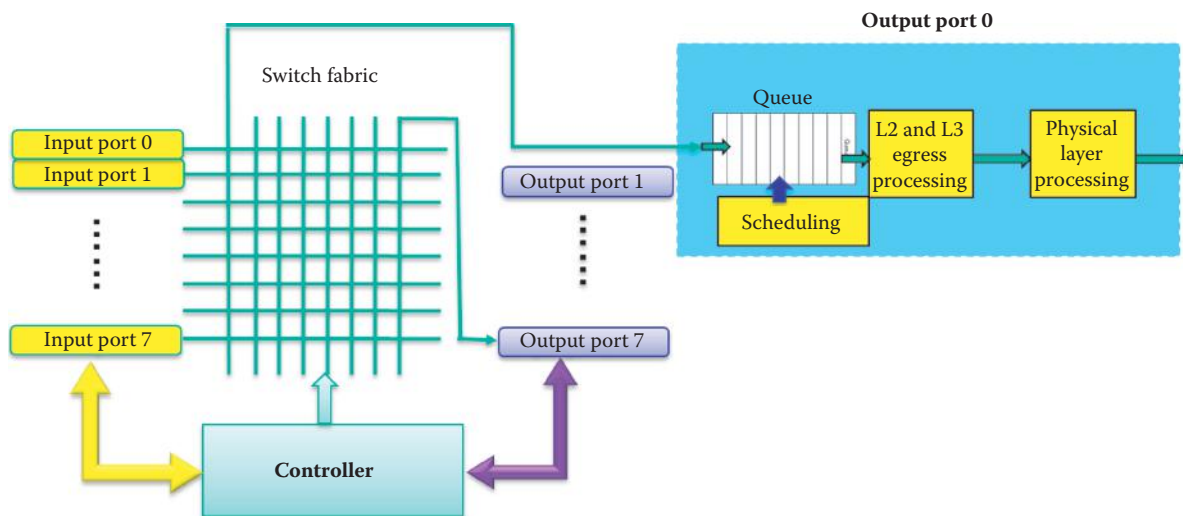 Output port 0
Switch fabric
Queue
Input port 0
Input port 1
Output port 1
L2 and L3
egress
processing
Physical
layer
processing
Scheduling
Input port 7
Output port 7
Controller